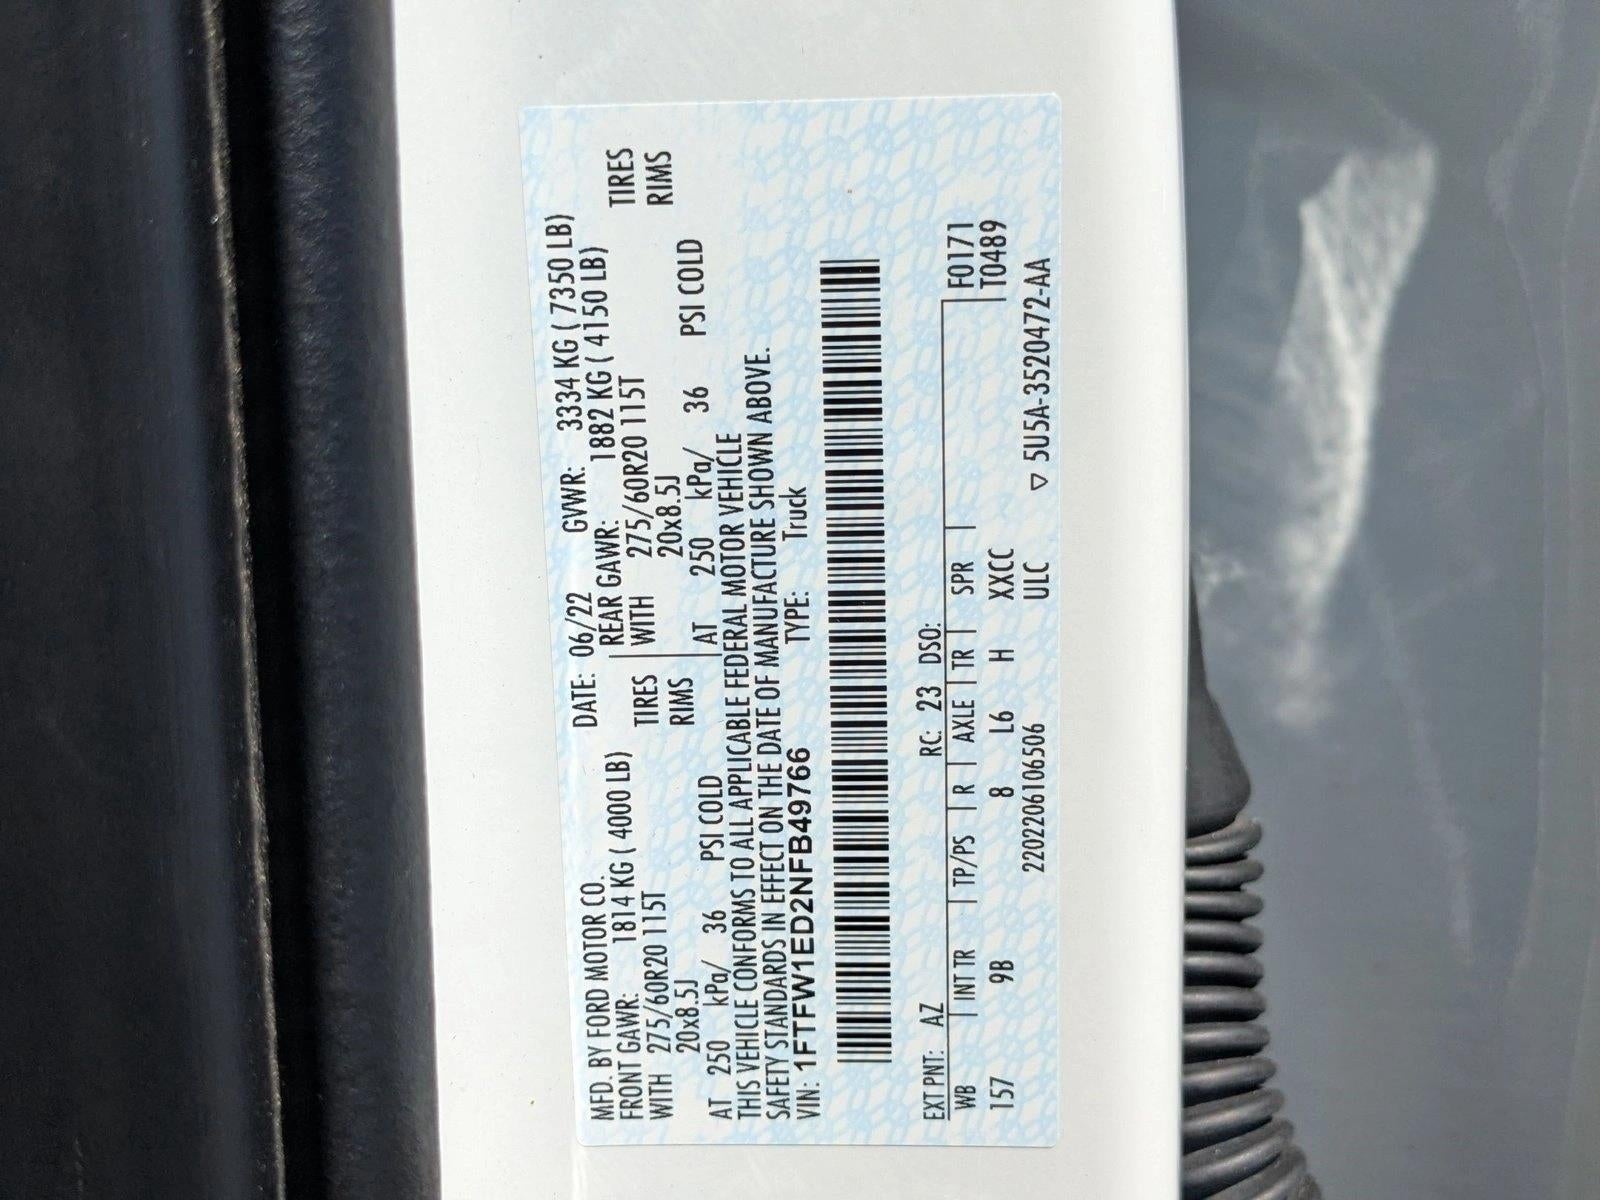 MFD. BY FORD MOTOR CO. DATE: 06/22 GVWR: 3334 KG ( 7350 LB)
FRONT GAWR: 1814 KG ( 4000 LB) REAR GAWR: 1882 KG ( 4150 LB)
WITH 275/60R20 115T TIRES WITH 275/60R20 115T TIRES
20x8.5J RIMS 20x8.5J RIMS
AT 250 kPa/ 36 PSI COLD AT 250 kPa/ 36 PSI COLD
THIS VEHICLE CONFORMS TO ALL APPLICABLE FEDERAL MOTOR VEHICLE
SAFETY STANDARDS IN EFFECT ON THE DATE OF MANUFACTURE SHOWN ABOVE.
VIN: 1FTFW1ED2NFB49766 TYPE: Truck
EXT PNT: AZ RC: 23 DSO: F0171
WB INT TR TP/PS R AXLE TR SPR T0489
157 9B 8 L6 H XXCC
220220610650​6 ULC ▽ 5U5A-3520472-AA